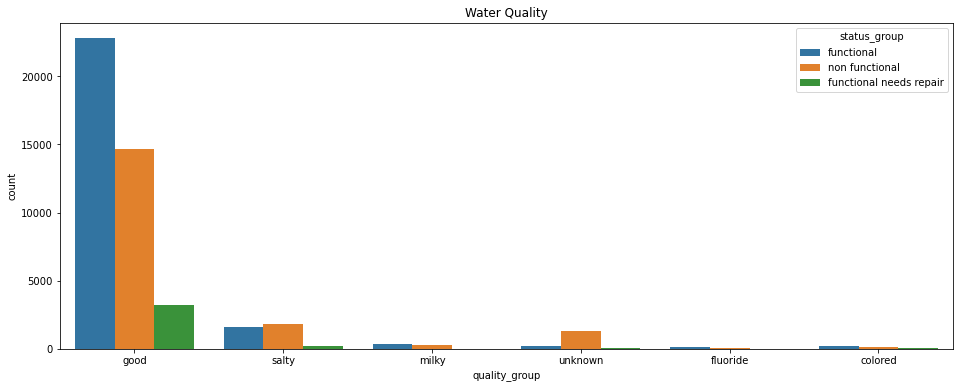 Water Quality
status_group
functional
non functional
functional needs repair
count
20000
15000
10000
5000
0
good salty milky unknown fluoride colored
quality_group